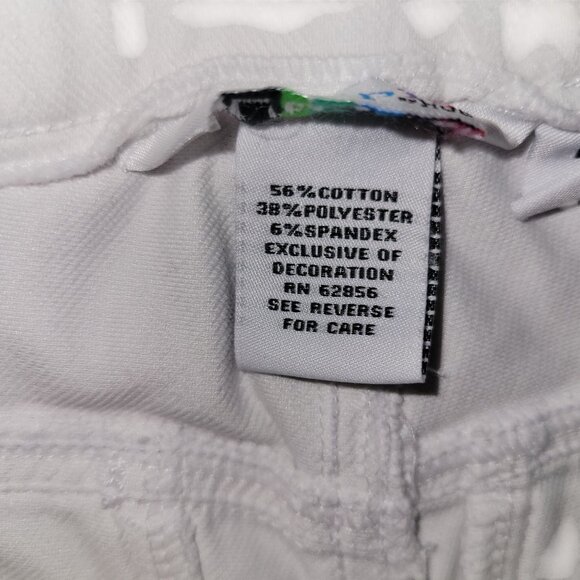 56%COTTON
38%POLYESTER
6%SPANDEX
EXCLUSIVE OF
DECORATION
RN 62856
SEE REVERSE
FOR CARE